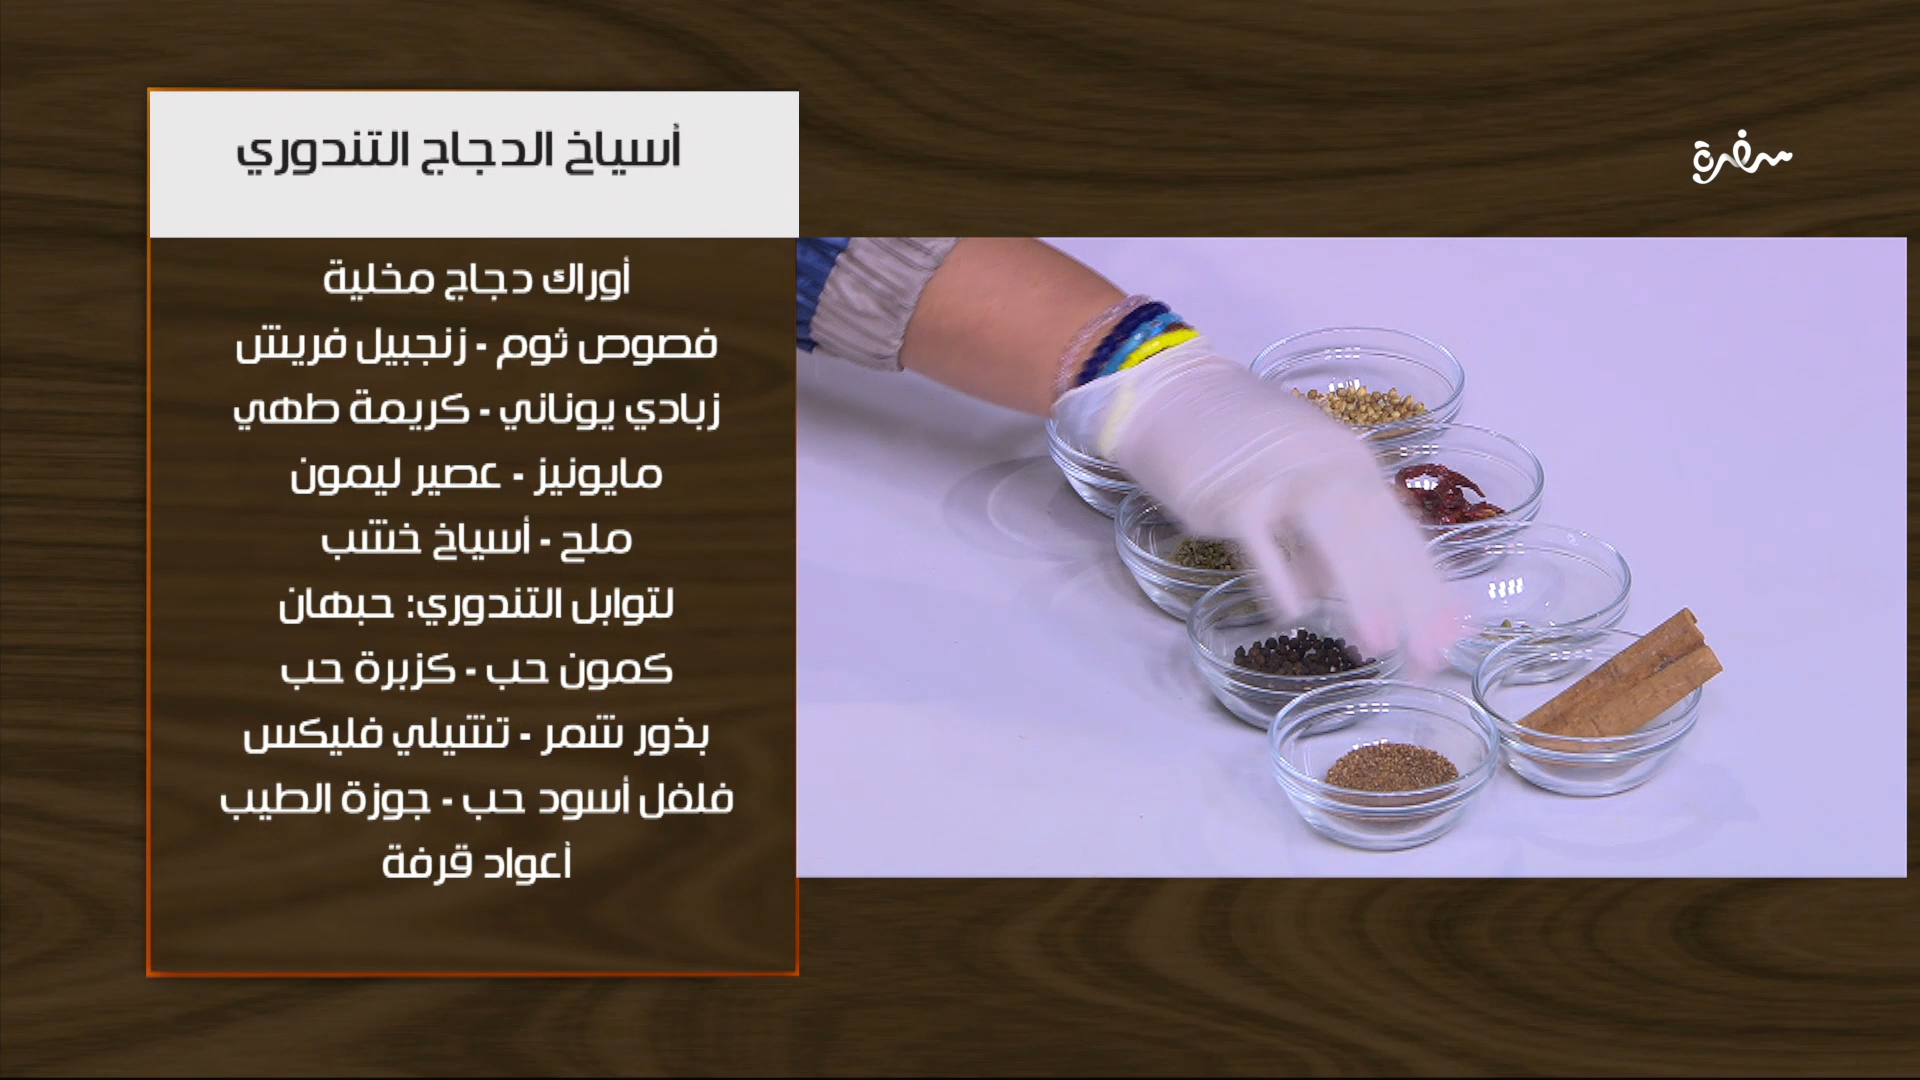 سفرة
أسياخ الدجاج التندوري
أوراك دجاج مخلية
فصوص ثوم - زنجبيل فريش
زبادي يوناني - كريمة طهي
مايونيز - عصير ليمون
ملح - أسياخ خشب
لتوابل التندوري: حبهان
كمون حب - كزبرة حب
بذور شمر - تشيلي فليكس
فلفل أسود حب - جوزة الطيب
أعواد قرفة